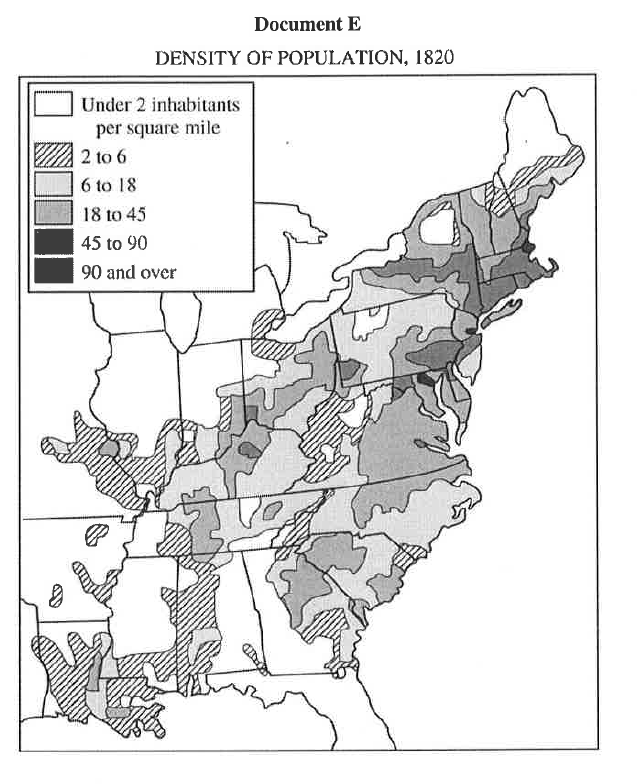 Document E
DENSITY OF POPULATION, 1820
Under 2 inhabitants
per square mile
2 to 6
6 to 18
18 to 45
45 to 90
90 and over